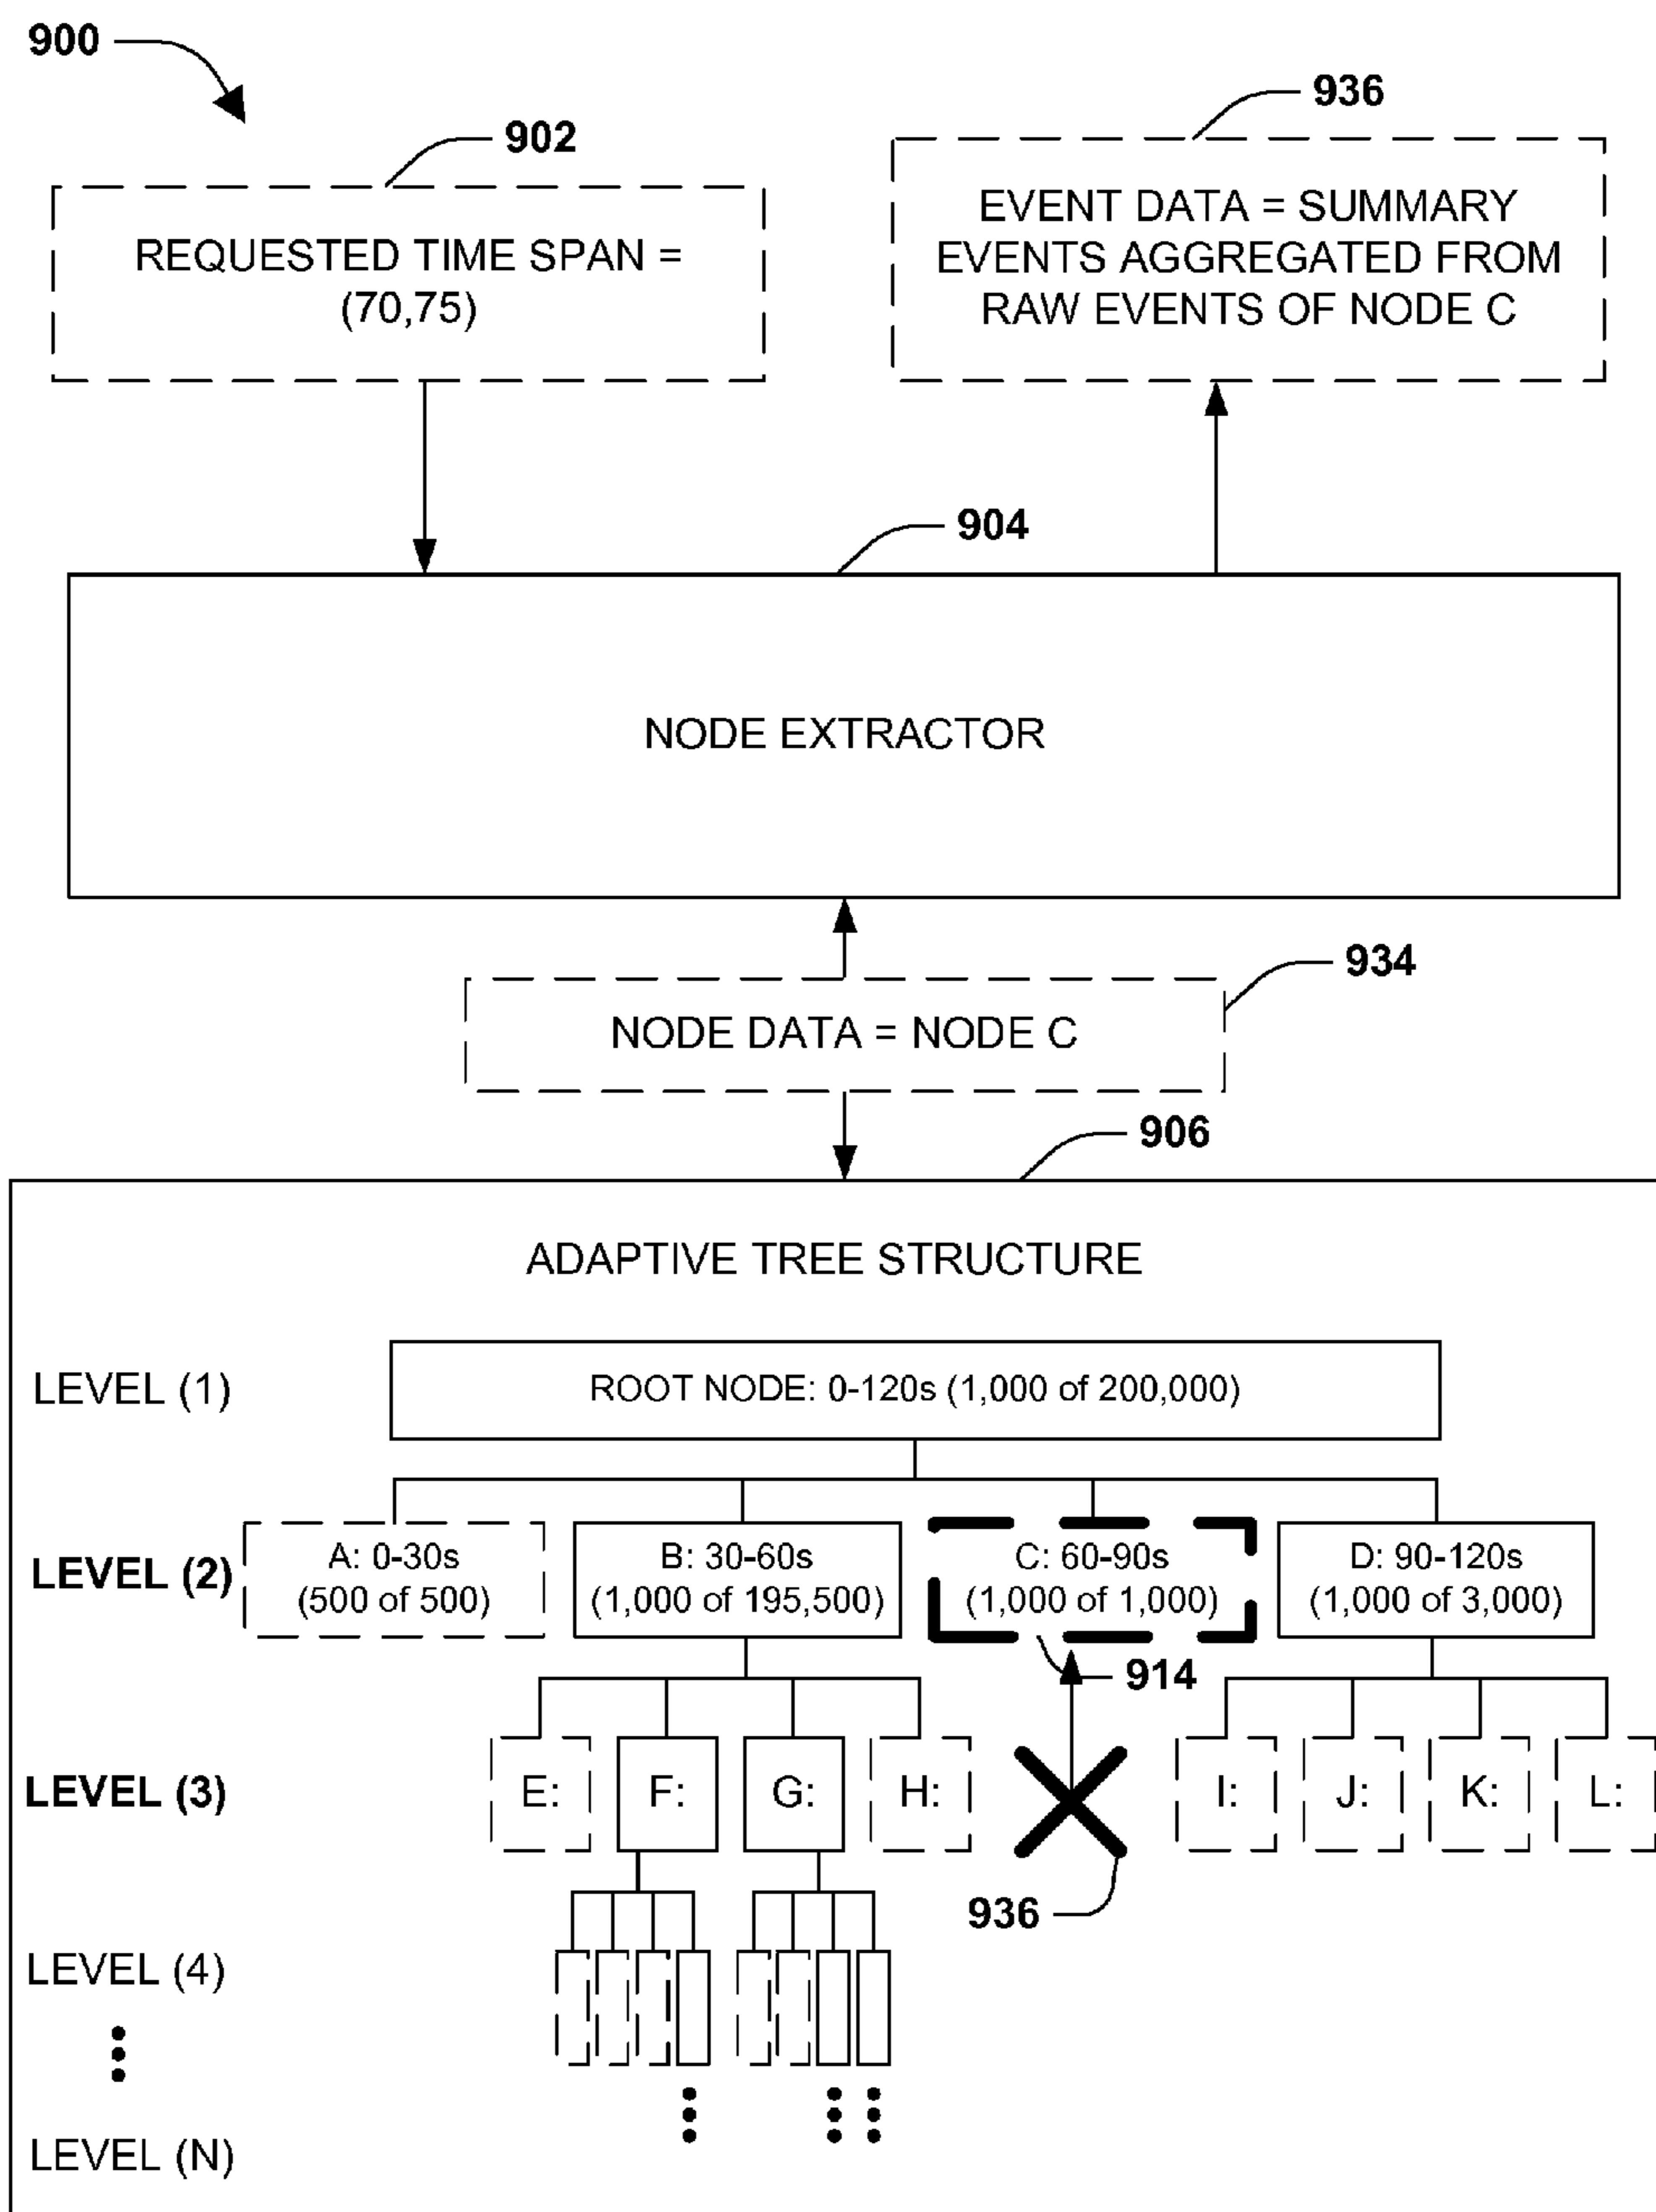 900
936
902
REQUESTED TIME SPAN =
(70,75)
EVENT DATA = SUMMARY
EVENTS AGGREGATED FROM
RAW EVENTS OF NODE C
904
NODE EXTRACTOR
934
NODE DATA = NODE C
906
ADAPTIVE TREE STRUCTURE
LEVEL (1)
ROOT NODE: 0-120s (1,000 of 200,000)
LEVEL (2)
A: 0-30s
(500 of 500)
B: 30-60s
(1,000 of 195,500)
C: 60-90s
(1,000 of 1,000)
D: 90-120s
(1,000 of 3,000)
914
LEVEL (3)
E:
F:
G:
H:
I:
J:
K:
L:
936
LEVEL (4)
LEVEL (N)